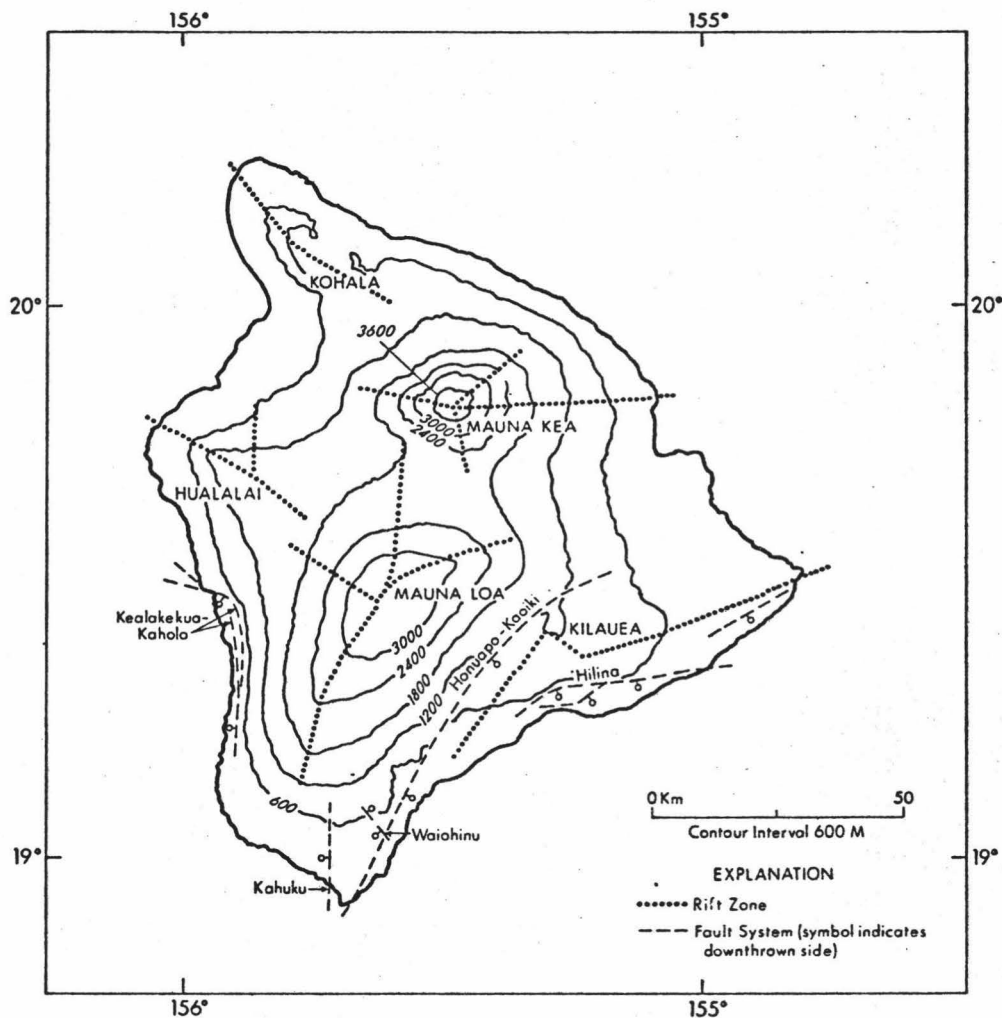 156°
155°
20°
20°
KOHALA
3600
3000
2400
MAUNA KEA
HUALALAI
MAUNA LOA
Kealakekua-
Kaholo
3000
2400
1800
1200
Honuapo - Kaoiki
KILAUEA
Hilina
600
Waiohinu
Kahuku
19°
19°
0 Km
50
Contour Interval 600 M
EXPLANATION
Rift Zone
Fault System (symbol indicates
downthrown side)
156°
155°